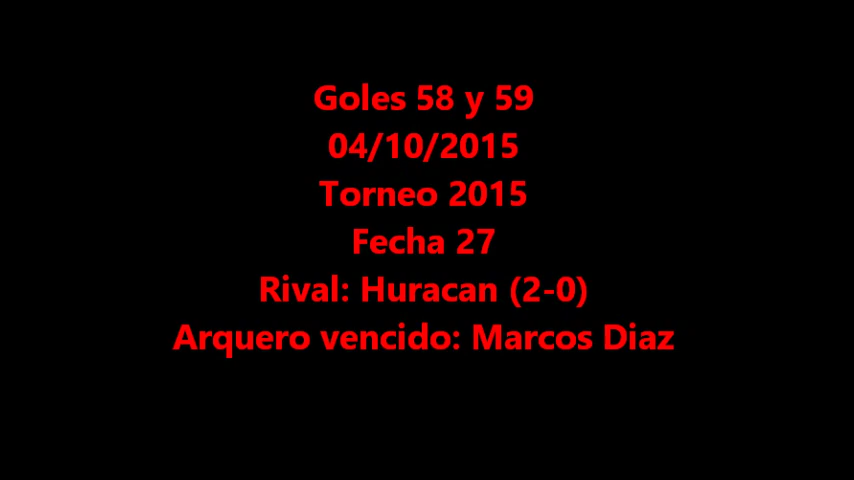 Goles 58 y 59
04/10/2015
Torneo 2015
Fecha 27
Rival: Huracan (2-0)
Arquero vencido: Marcos Diaz